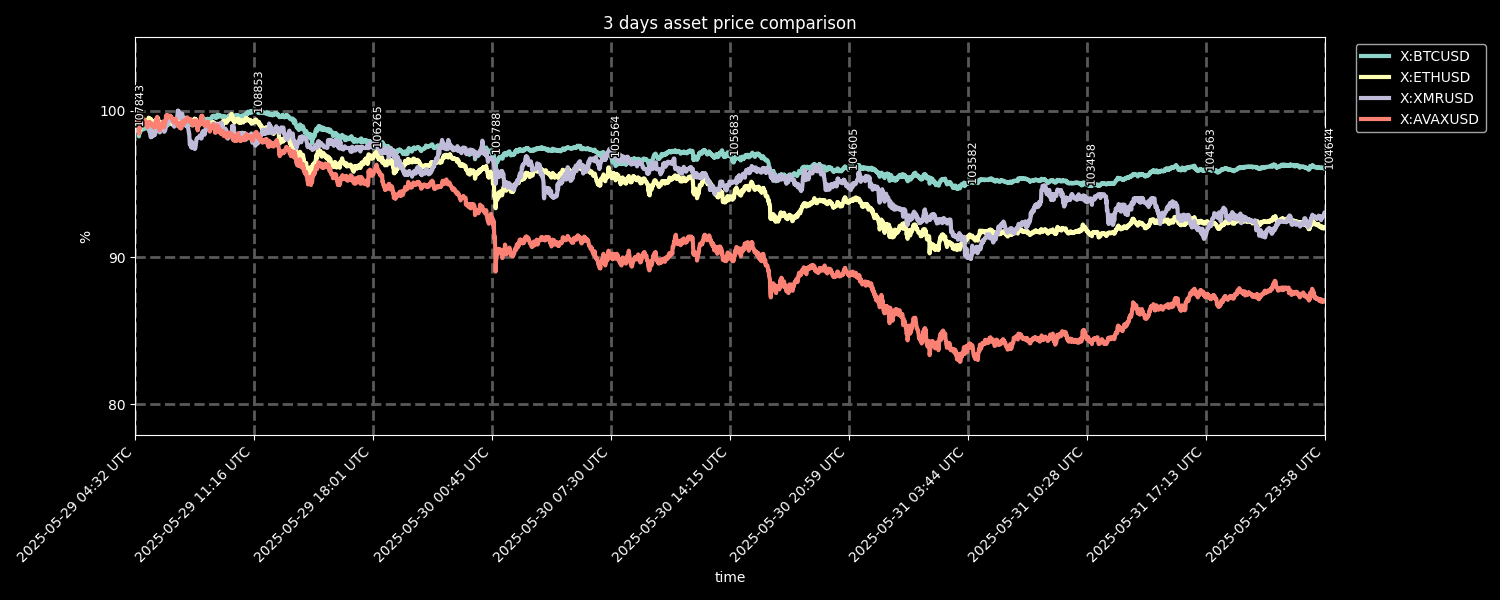 3 days asset price comparison
X:BTCUSD
X:ETHUSD
X:XMRUSD
X:AVAXUSD
%
100
90
80
107843
108853
106265
105788
105564
105683
104605
103582
103458
104563
104644
2025-05-29 04:32 UTC
2025-05-29 11:16 UTC
2025-05-29 18:01 UTC
2025-05-30 00:45 UTC
2025-05-30 07:30 UTC
2025-05-30 14:15 UTC
2025-05-30 20:59 UTC
2025-05-31 03:44 UTC
2025-05-31 10:28 UTC
2025-05-31 17:13 UTC
2025-05-31 23:58 UTC
time